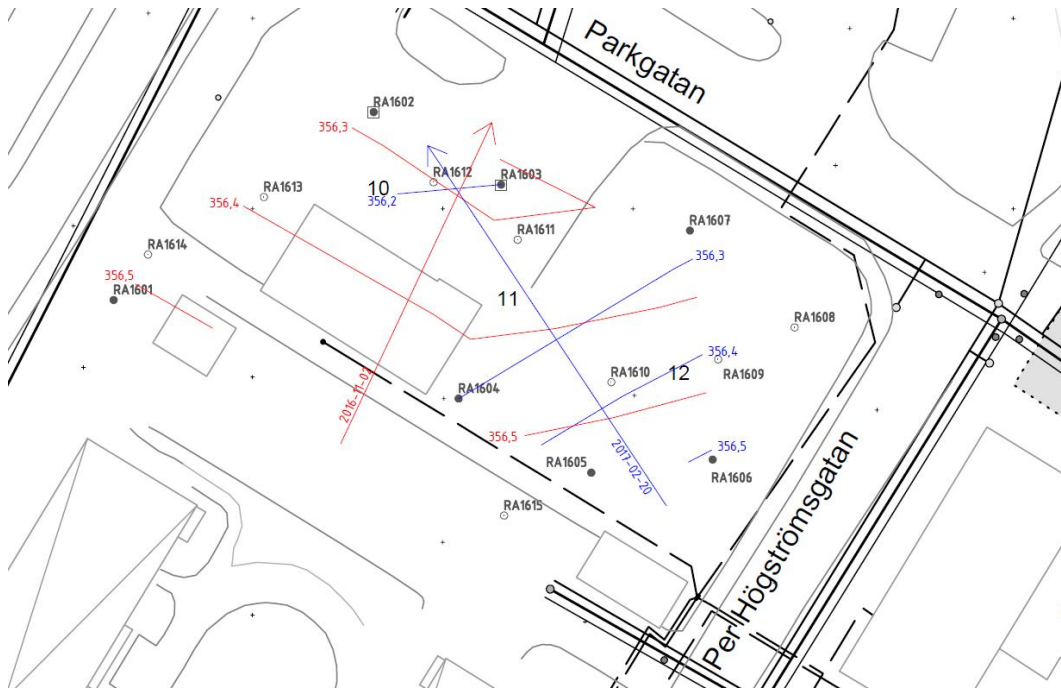 Parkgatan
RA1602
356,3
RA1612
RA1603
10
356,2
RA1613
356,4
RA1607
RA1611
RA1614
356,3
356,5
RA1601
11
RA1608
356,4
RA1609
12
RA1610
RA1604
2016-11-02
356,5
2017-02-20
356,5
RA1605
RA1606
RA1615
Per Högströmsgatan